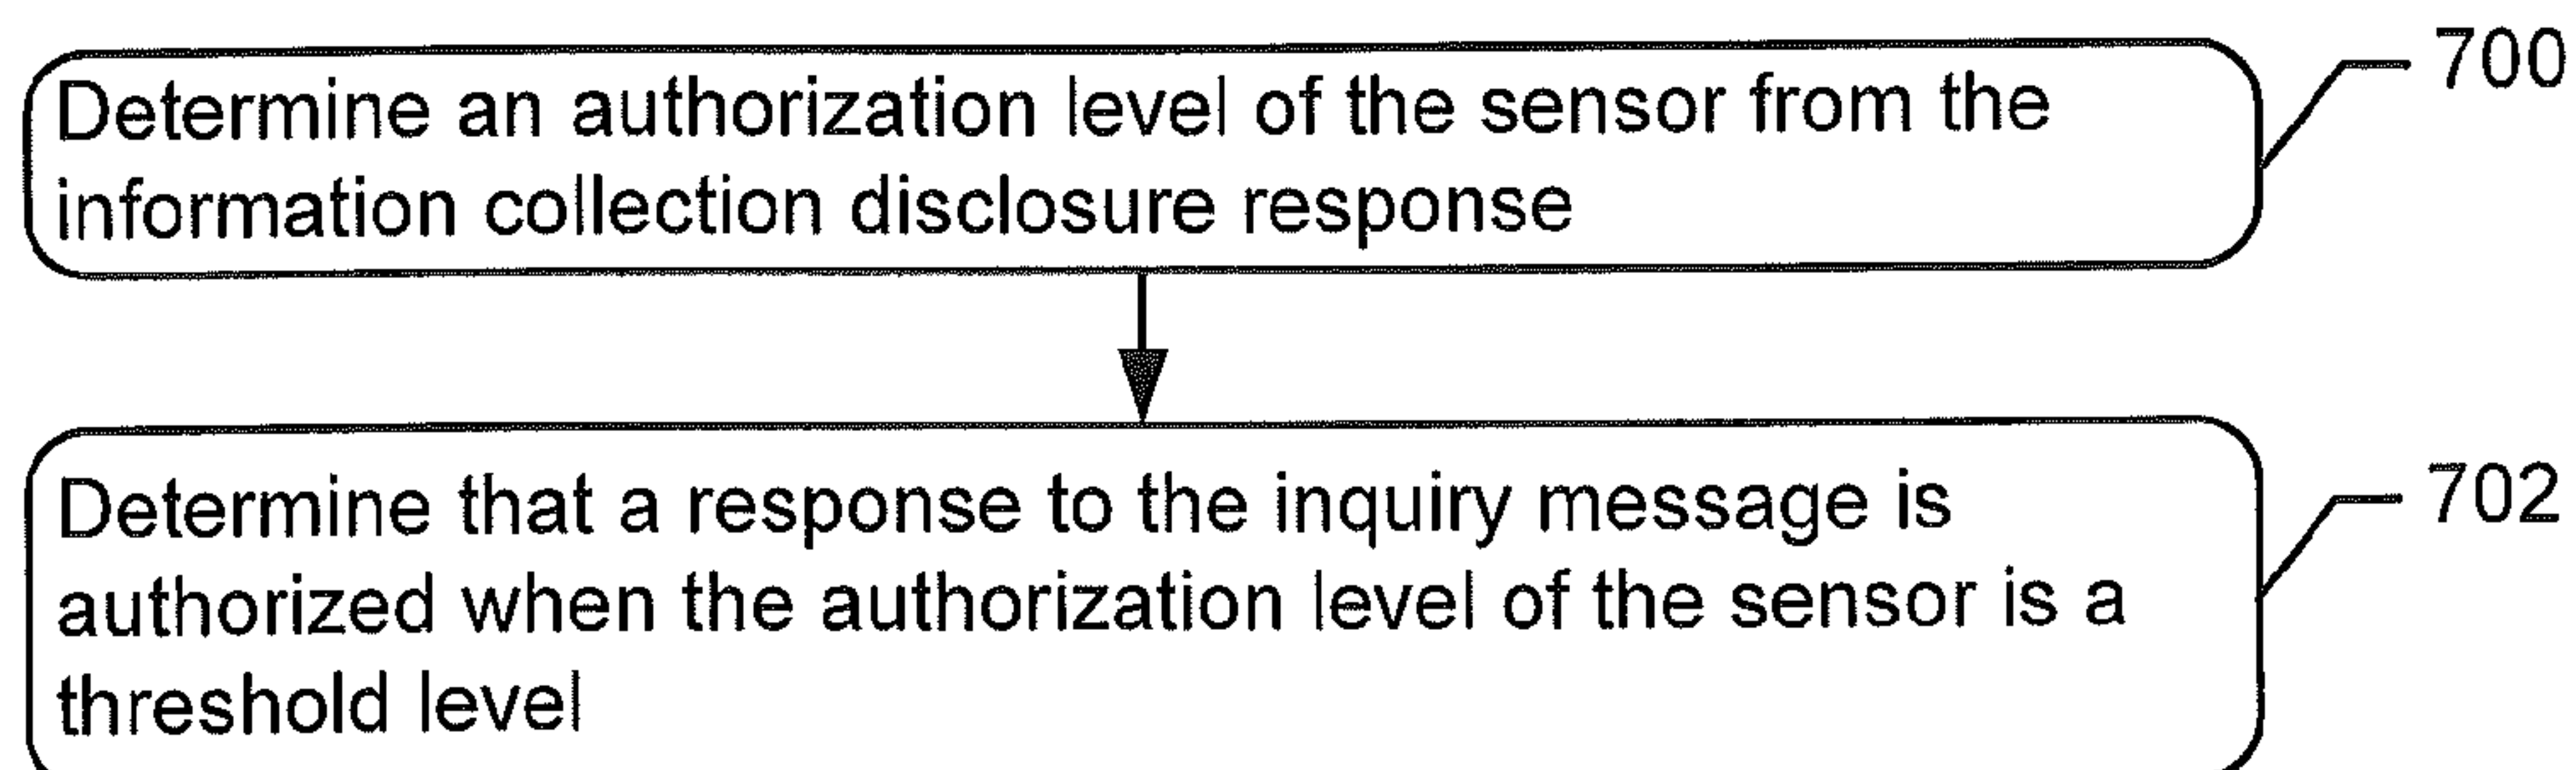 700
Determine an authorization level of the sensor from the
information collection disclosure response
702
Determine that a response to the inquiry message is
authorized when the authorization level of the sensor is a
threshold level